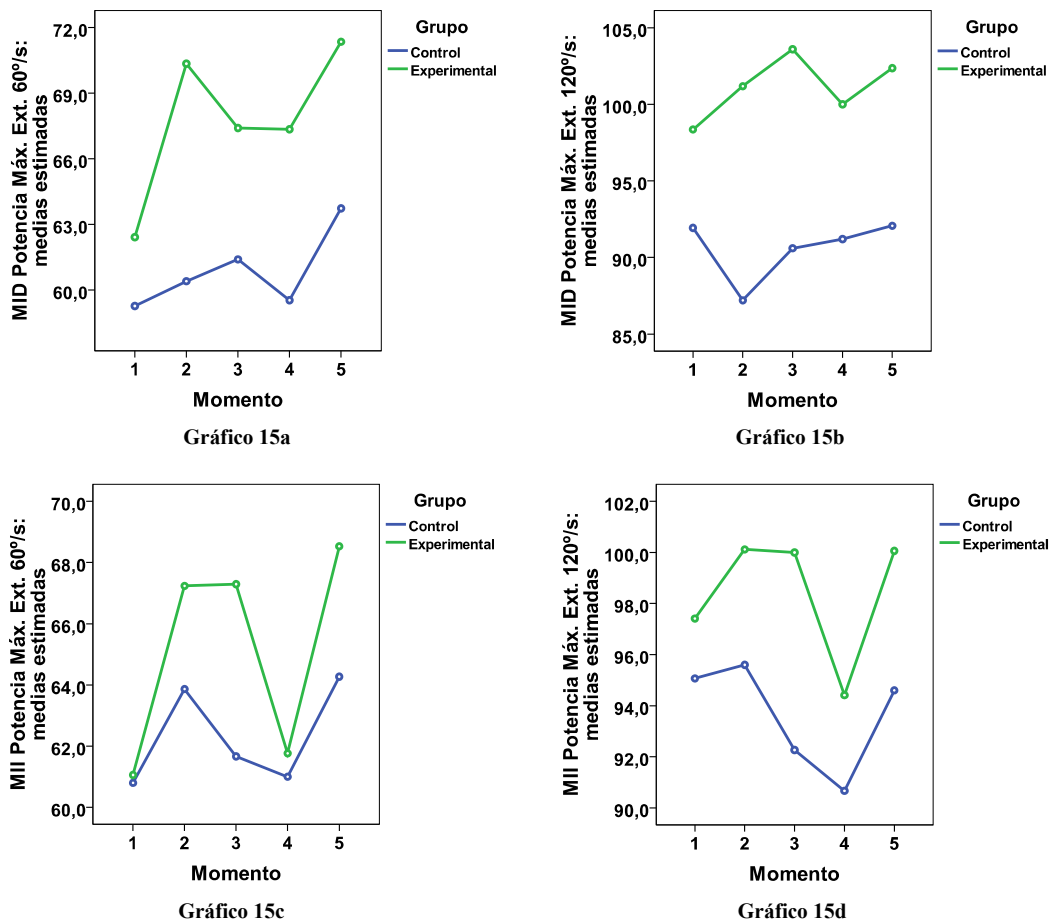 MID Potencia Máx. Ext. 60º/s:
medias estimadas
72,0
69,0
66,0
63,0
60,0
1 2 3 4 5
Momento
Grupo
Control
Experimental
Gráfico 15a
MID Potencia Máx. Ext. 120º/s:
medias estimadas
105,0
100,0
95,0
90,0
85,0
1 2 3 4 5
Momento
Grupo
Control
Experimental
Gráfico 15b
MII Potencia Máx. Ext. 60º/s:
medias estimadas
70,0
68,0
66,0
64,0
62,0
60,0
1 2 3 4 5
Momento
Grupo
Control
Experimental
Gráfico 15c
MII Potencia Máx. Ext. 120º/s:
medias estimadas
102,0
100,0
98,0
96,0
94,0
92,0
90,0
1 2 3 4 5
Momento
Grupo
Control
Experimental
Gráfico 15d